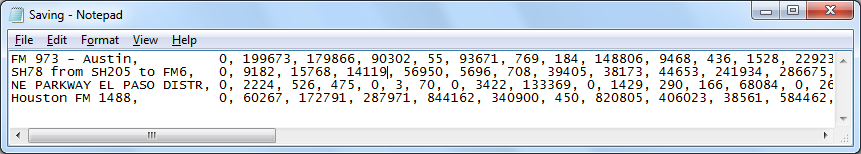 Saving - Notepad
File Edit Format View Help
FM 973 - Austin, 0, 199673, 179866, 90302, 55, 93671, 769, 184, 148806, 9468, 436, 1528, 22923
SH78 from SH205 to FM6, 0, 9182, 15768, 14119, 56950, 5696, 708, 39405, 38173, 44653, 241934, 286675,
NE PARKWAY EL PASO DISTR, 0, 2224, 526, 475, 0, 3, 70, 0, 3422, 133369, 0, 1429, 290, 166, 68084, 0, 26
Houston FM 1488, 0, 60267, 172791, 287971, 844162, 340900, 450, 820805, 406023, 38561, 584462,